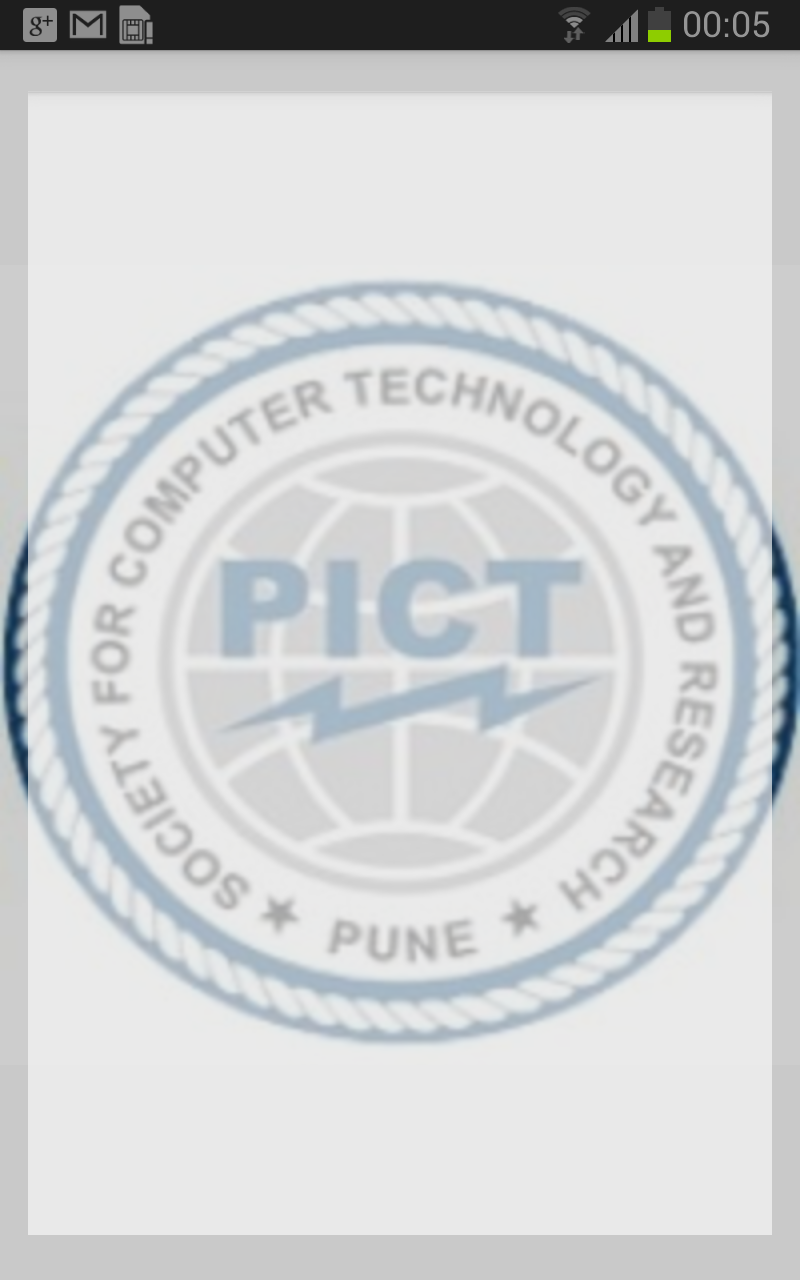 g+
00:05
SOCIETY FOR COMPUTER TECHNOLOGY AND RESEARCH
PICT
★ PUNE ★